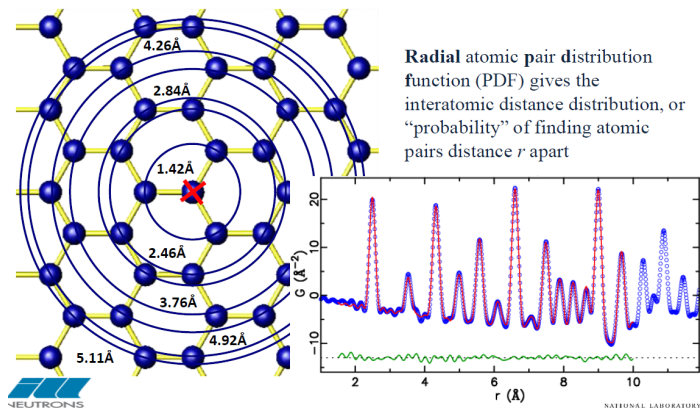 4.26Å
2.84Å
1.42Å
2.46Å
3.76Å
4.92Å
5.11Å
NEUTRONS
Radial atomic pair distribution
function (PDF) gives the
interatomic distance distribution, or
“probability” of finding atomic
pairs distance r apart
G (Å-2)
20
10
0
-10
2
4
6
8
10
r (Å)
NATIONAL LABORATORY